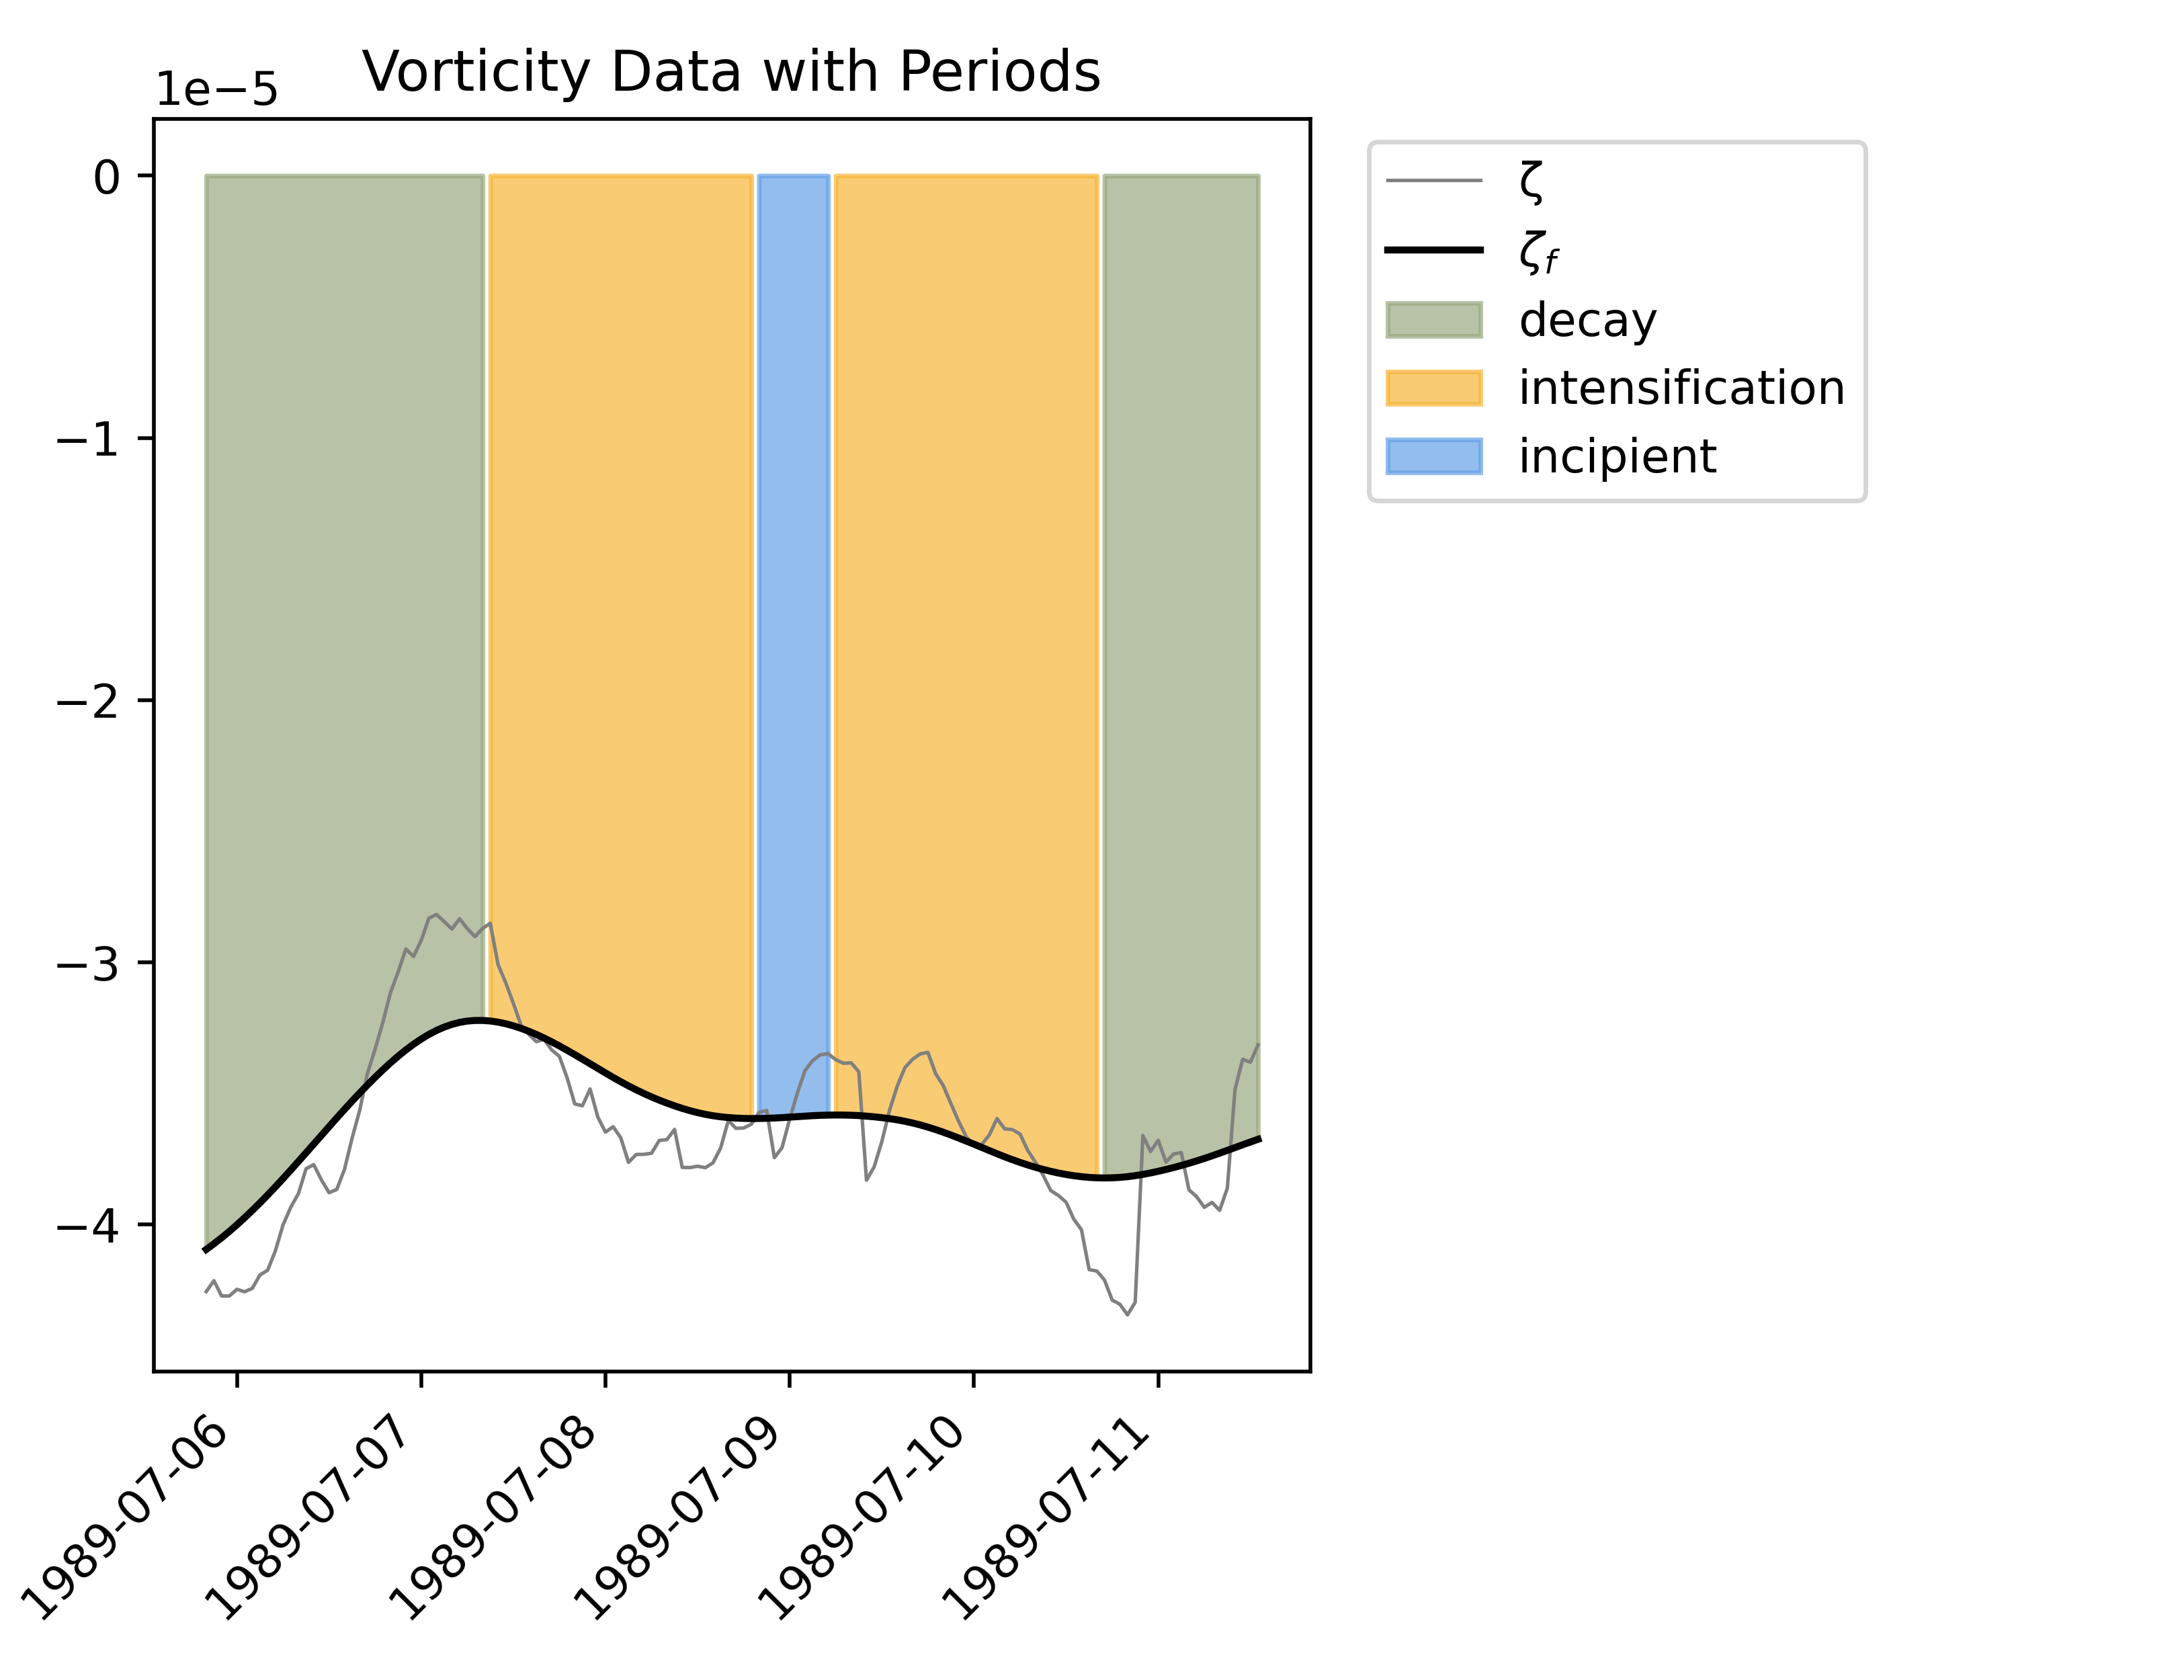 Vorticity Data with Periods
1e−5
0
−1
−2
−3
−4
1989-07-06
1989-07-07
1989-07-08
1989-07-09
1989-07-10
1989-07-11
ζ
ζf
decay
intensification
incipient